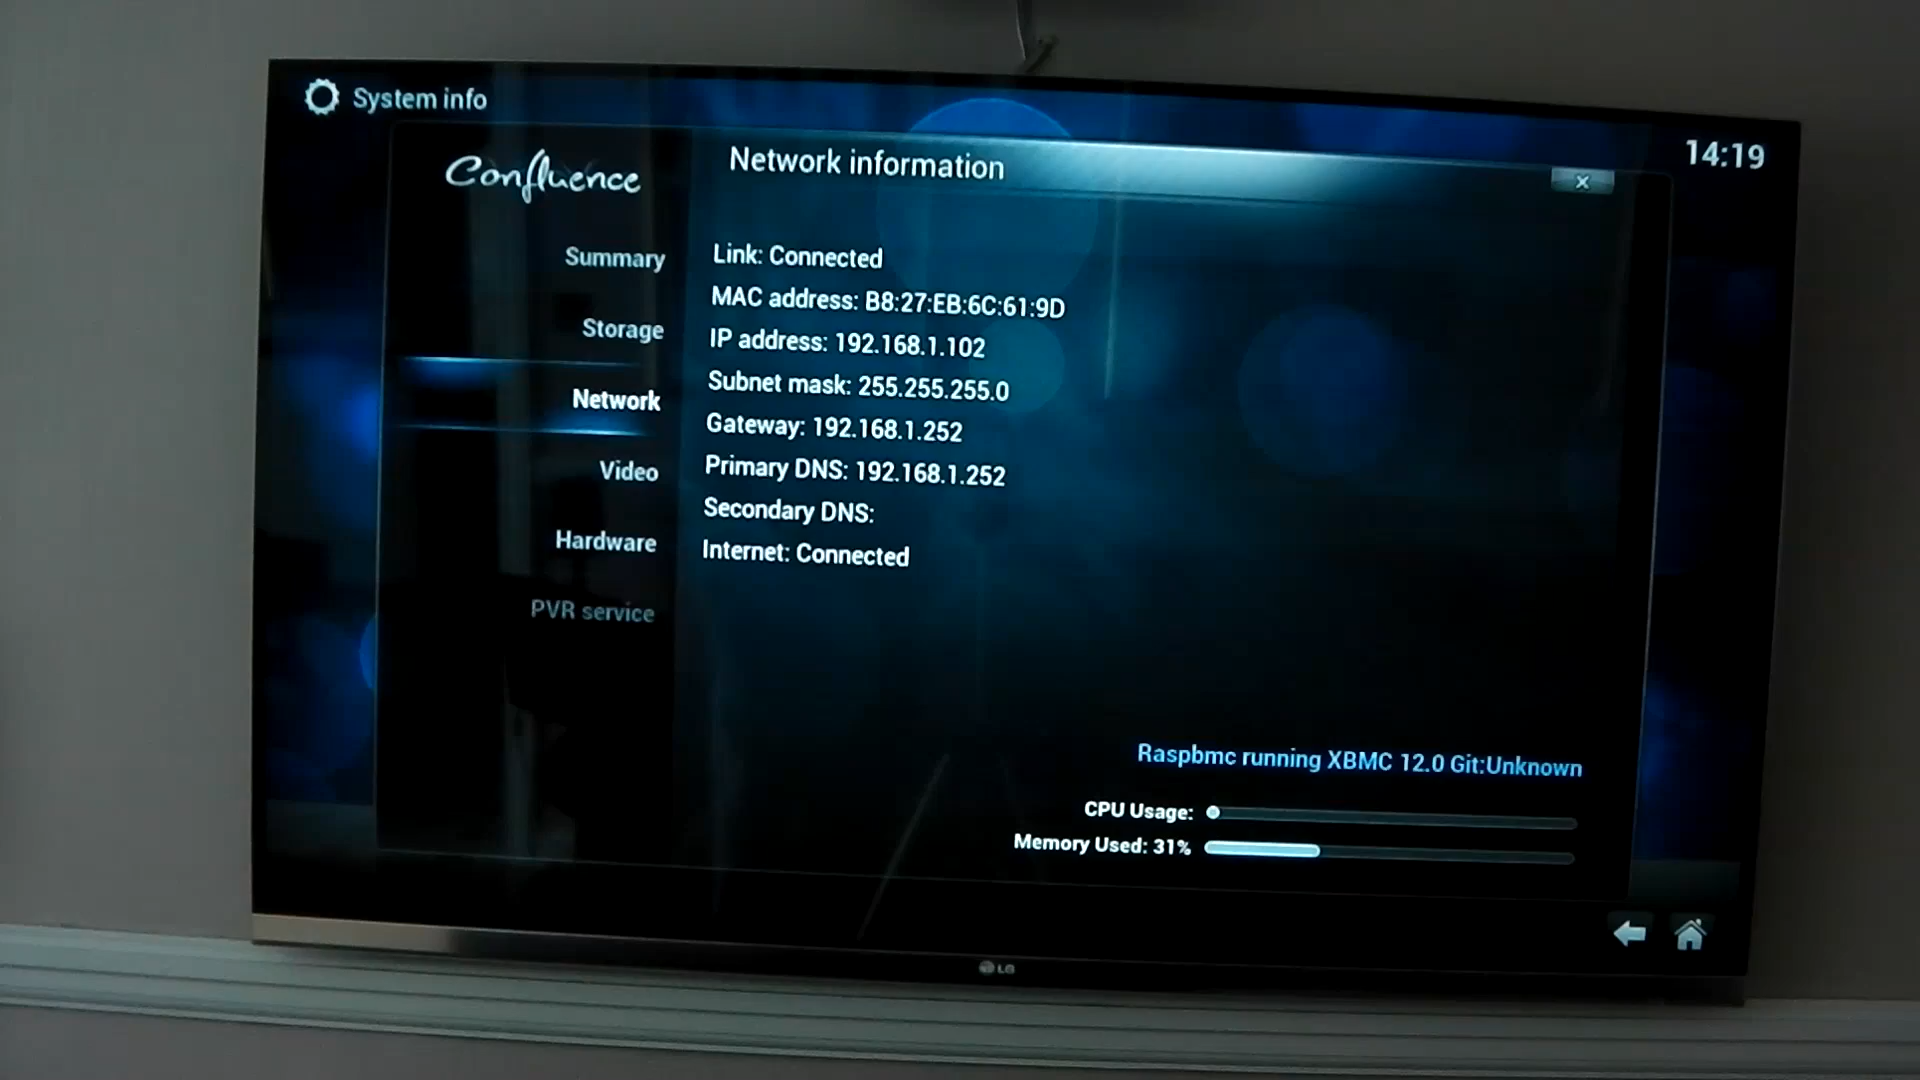 System info
14:19
Confluence
Network information
Summary
Storage
Network
Video
Hardware
PVR service
Link: Connected
MAC address: B8:27:EB:6C:61:9D
IP address: 192.168.1.102
Subnet mask: 255.255.255.0
Gateway: 192.168.1.252
Primary DNS: 192.168.1.252
Secondary DNS:
Internet: Connected
Raspbmc running XBMC 12.0 Git:Unknown
CPU Usage:
Memory Used: 31%
LG